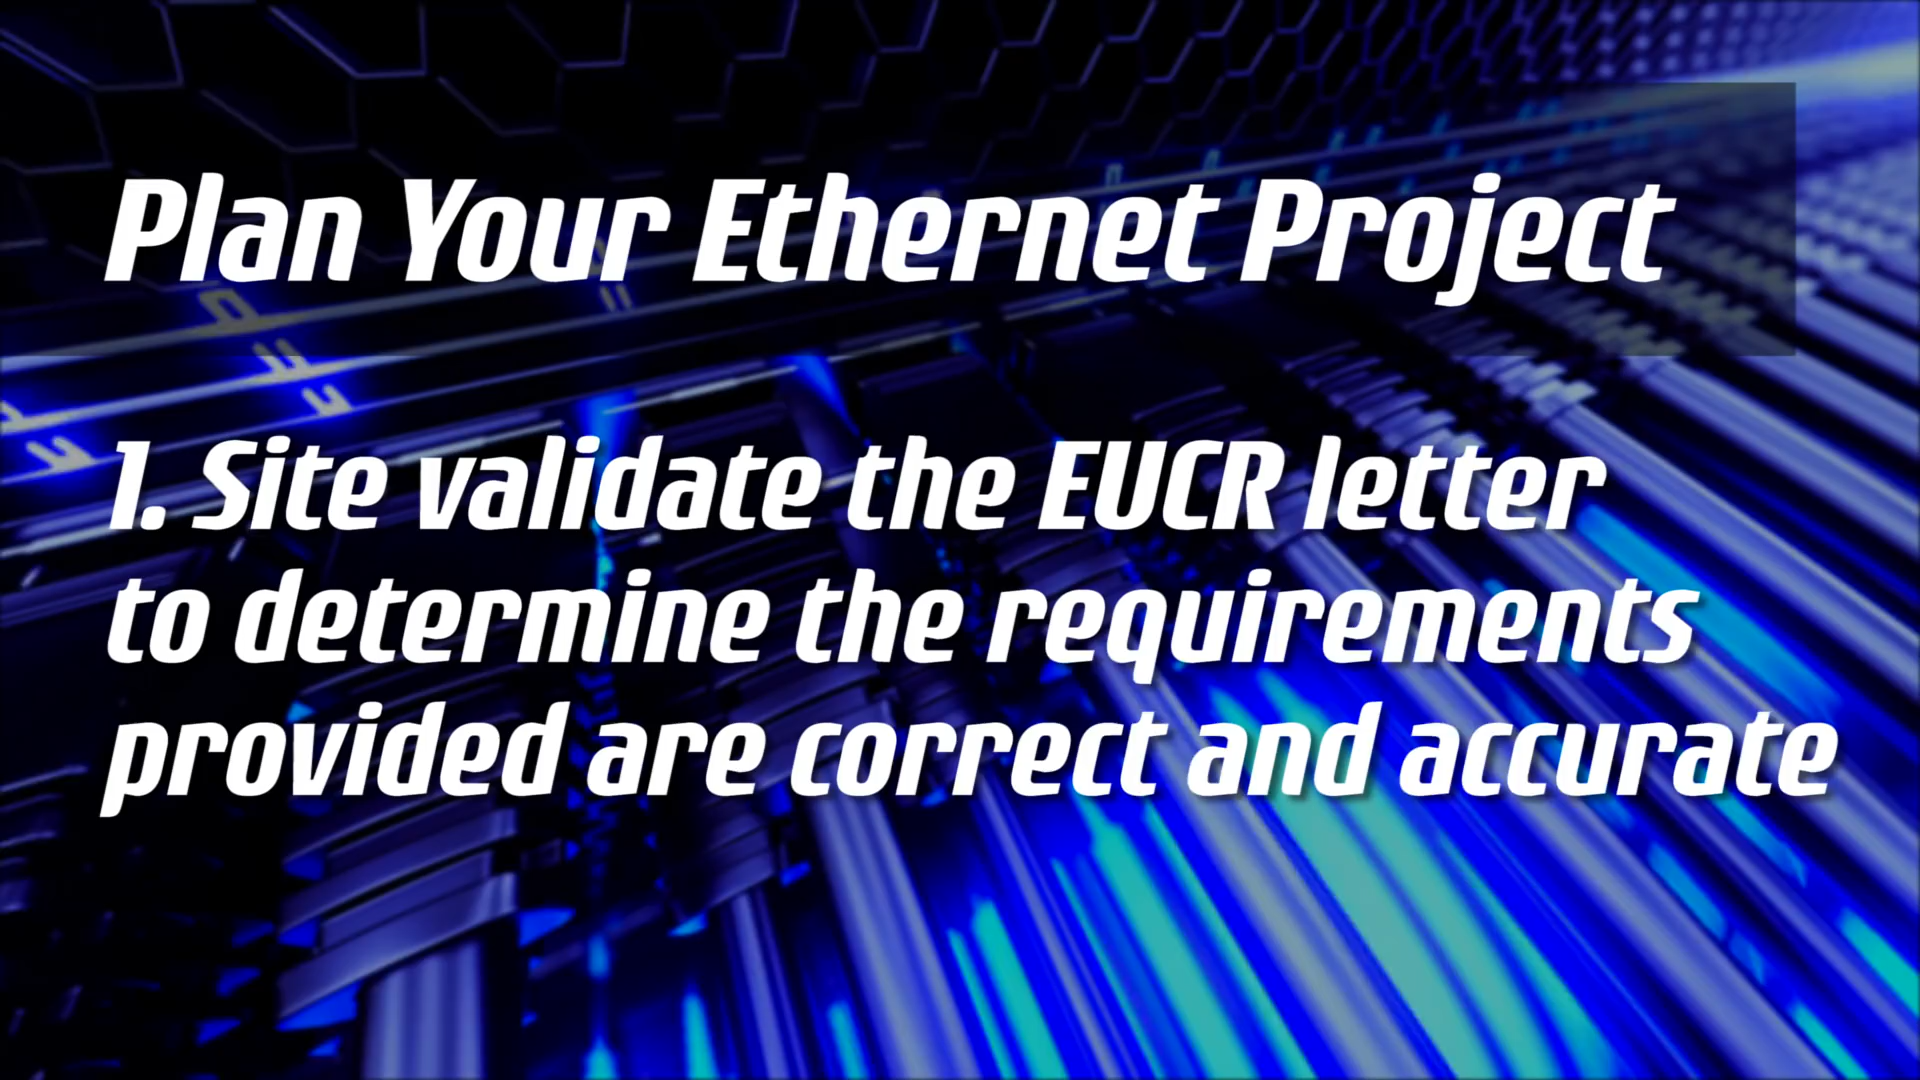 Plan Your Ethernet Project
1. Site validate the EUCR letter
to determine the requirements
provided are correct and accurate